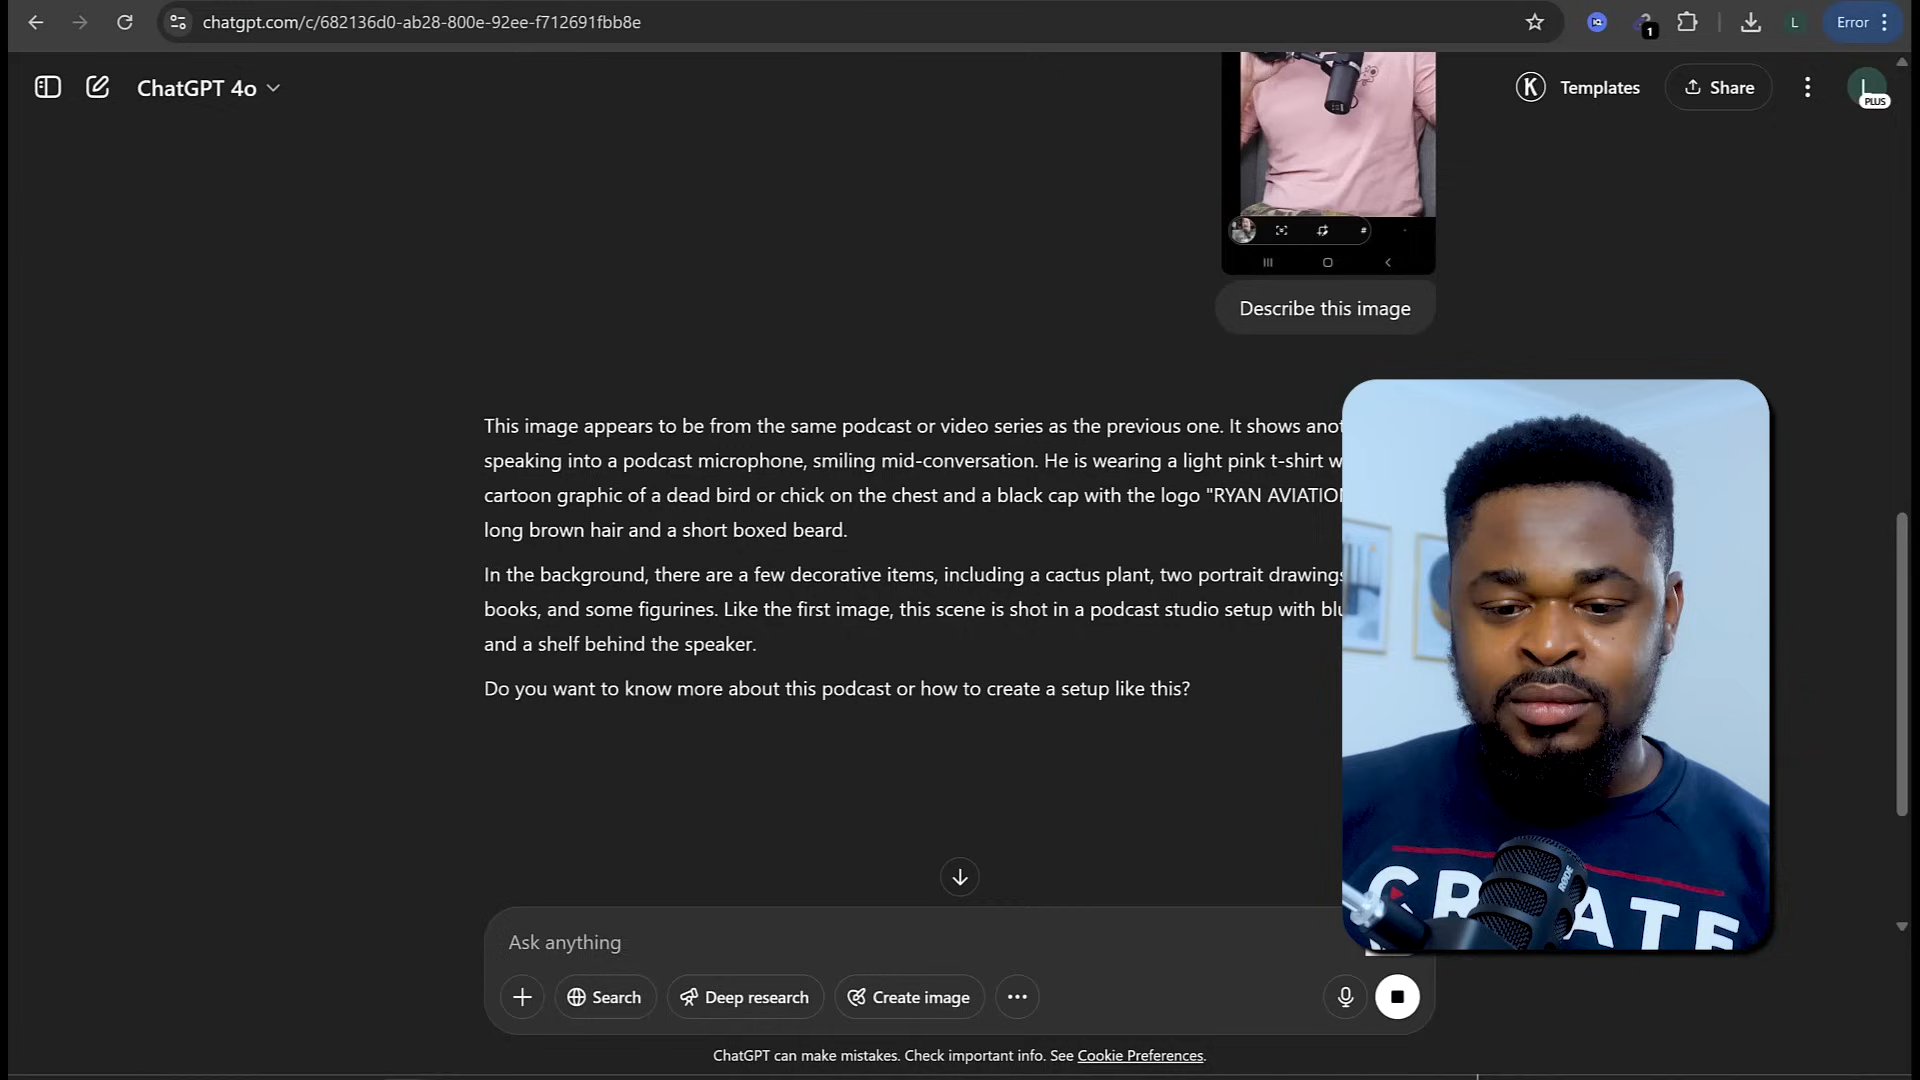 chatgpt.com/c/682136d0-ab28-800e-92ee-f712691fbb8e
1
L
Error
ChatGPT 4o
K
Templates
Share
L
PLUS
Describe this image
This image appears to be from the same podcast or video series as the previous one. It shows
speaking into a podcast microphone, smiling mid-conversation. He is wearing a light pink t-shirt
cartoon graphic of a dead bird or chick on the chest and a black cap with the logo "RYAN
long brown hair and a short boxed beard.
In the background, there are a few decorative items, including a cactus plant, two portrait drawings
books, and some figurines. Like the first image, this scene is shot in a podcast studio setup with
and a shelf behind the speaker.
Do you want to know more about this podcast or how to create a setup like this?
RØDE
Ask anything
Search
Deep research
Create image
ChatGPT can make mistakes. Check important info. See Cookie Preferences.